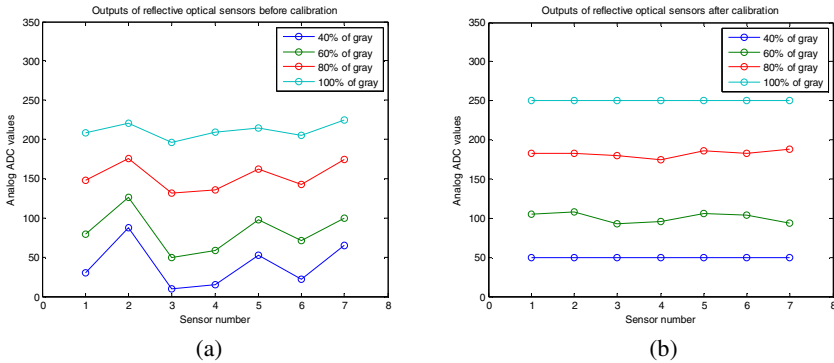 Outputs of reflective optical sensors before calibration
350
300
250
200
150
100
50
0
Analog ADC values
40% of gray
60% of gray
80% of gray
100% of gray
0 1 2 3 4 5 6 7 8
Sensor number
(a)
Outputs of reflective optical sensors after calibration
350
300
250
200
150
100
50
0
Analog ADC values
40% of gray
60% of gray
80% of gray
100% of gray
0 1 2 3 4 5 6 7 8
Sensor number
(b)